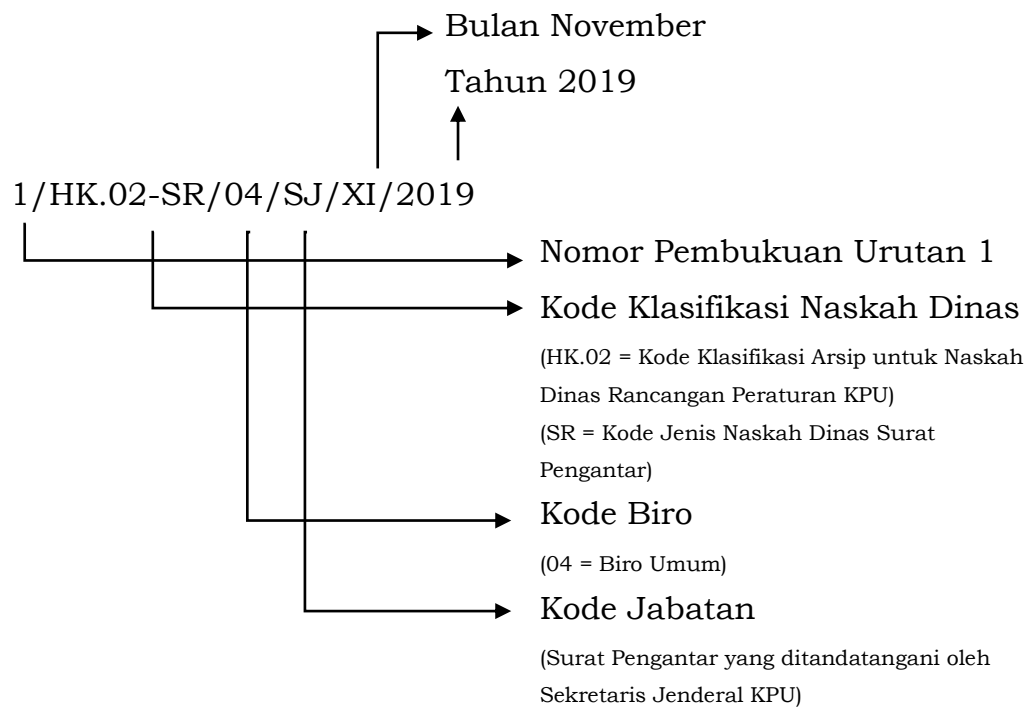 Bulan November
Tahun 2019
1/HK.02-SR/04/SJ/XI/2019
Nomor Pembukuan Urutan 1
Kode Klasifikasi Naskah Dinas
(HK.02 = Kode Klasifikasi Arsip untuk Naskah
Dinas Rancangan Peraturan KPU)
(SR = Kode Jenis Naskah Dinas Surat
Pengantar)
Kode Biro
(04 = Biro Umum)
Kode Jabatan
(Surat Pengantar yang ditandatangani oleh
Sekretaris Jenderal KPU)